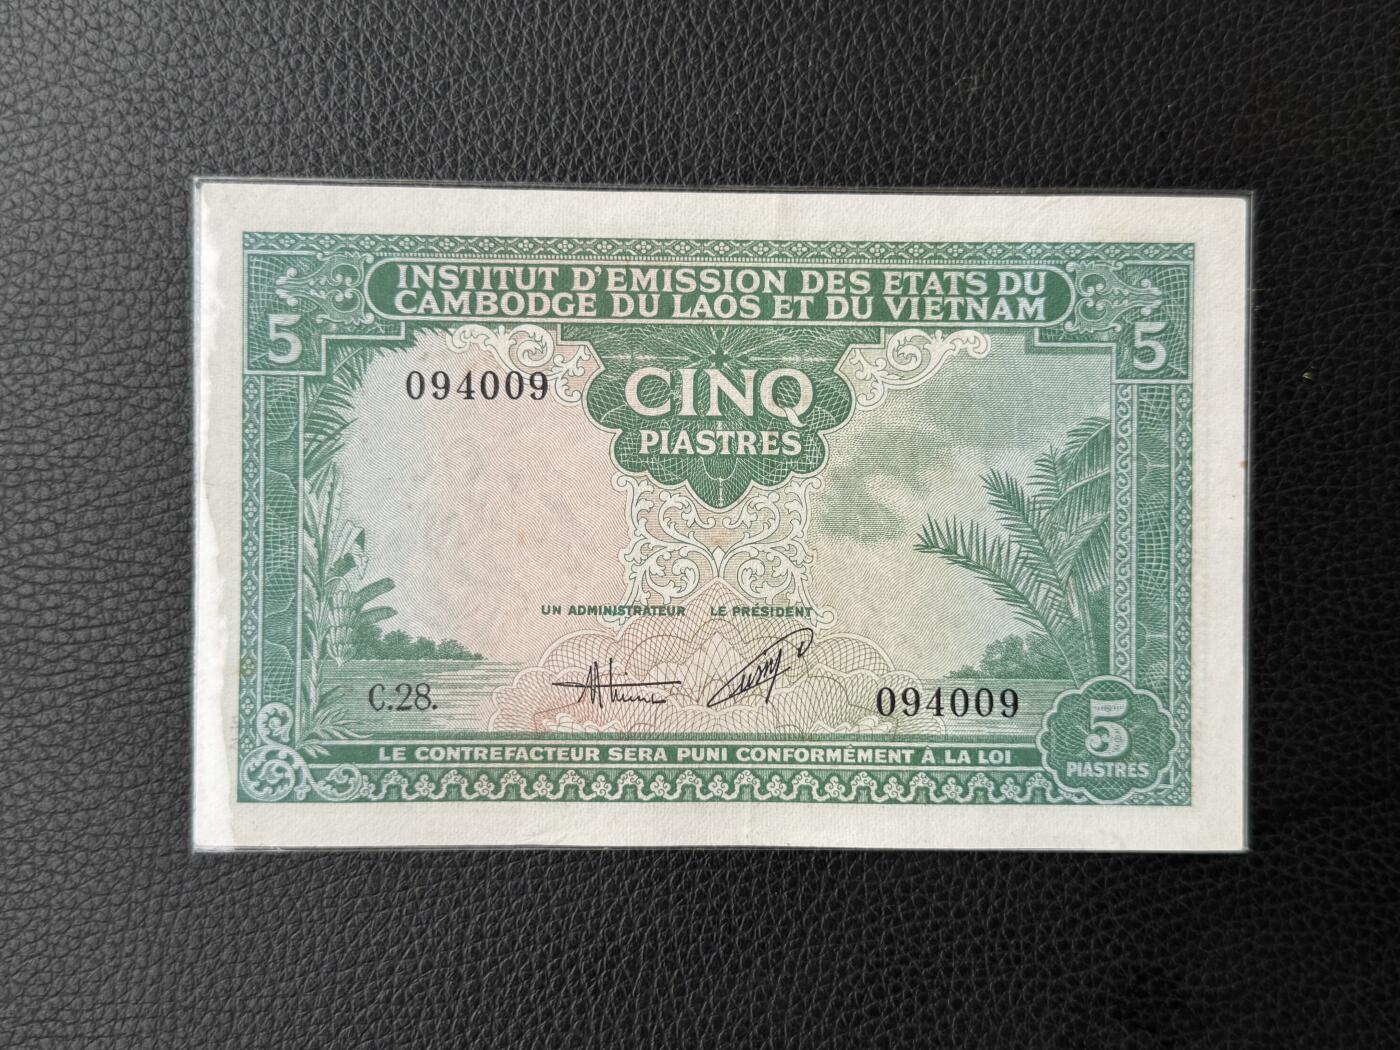 INSTITUT D'EMISSION DES ETATS DU
CAMBODGE DU LAOS ET DU VIETNAM
5
5
094009
CINQ
PIASTRES
UN ADMINISTRATEUR LE PRÉSIDENT
C.28.
094009
5
PIASTRES
LE CONTREFACTEUR SERA PUNI CONFORMÉMENT À LA LOI